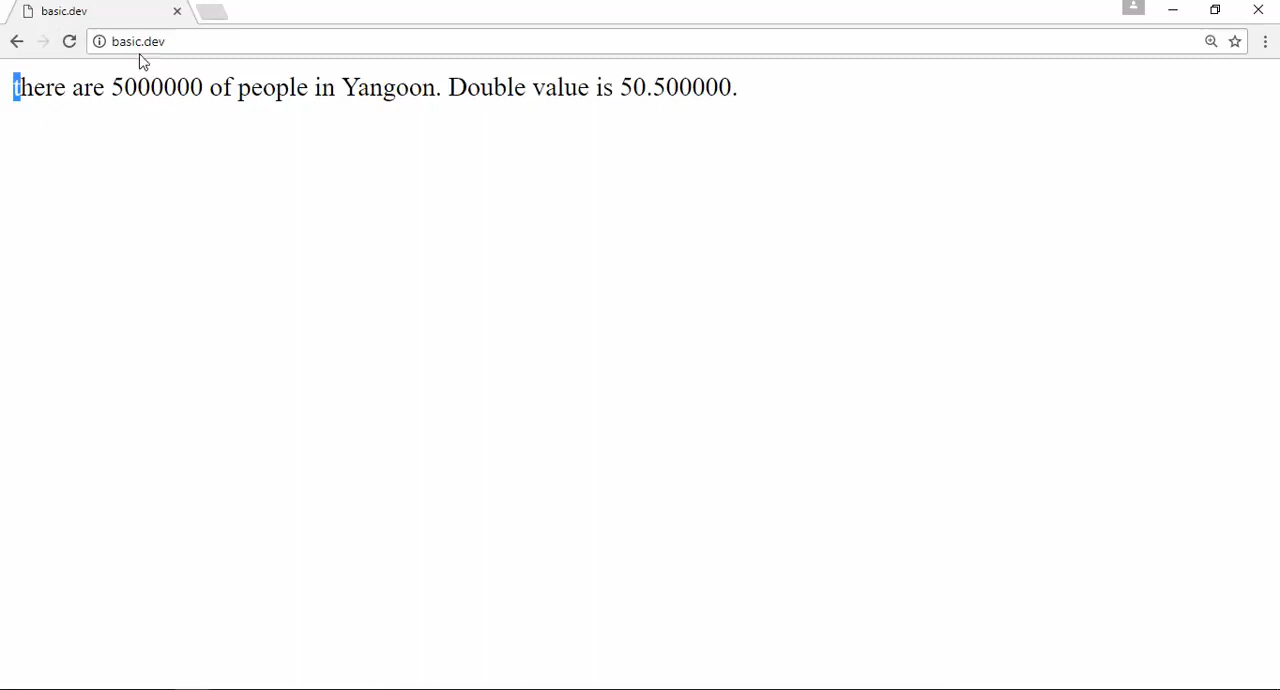 basic.dev
basic.dev
there are 5000000 of people in Yangoon. Double value is 50.500000.